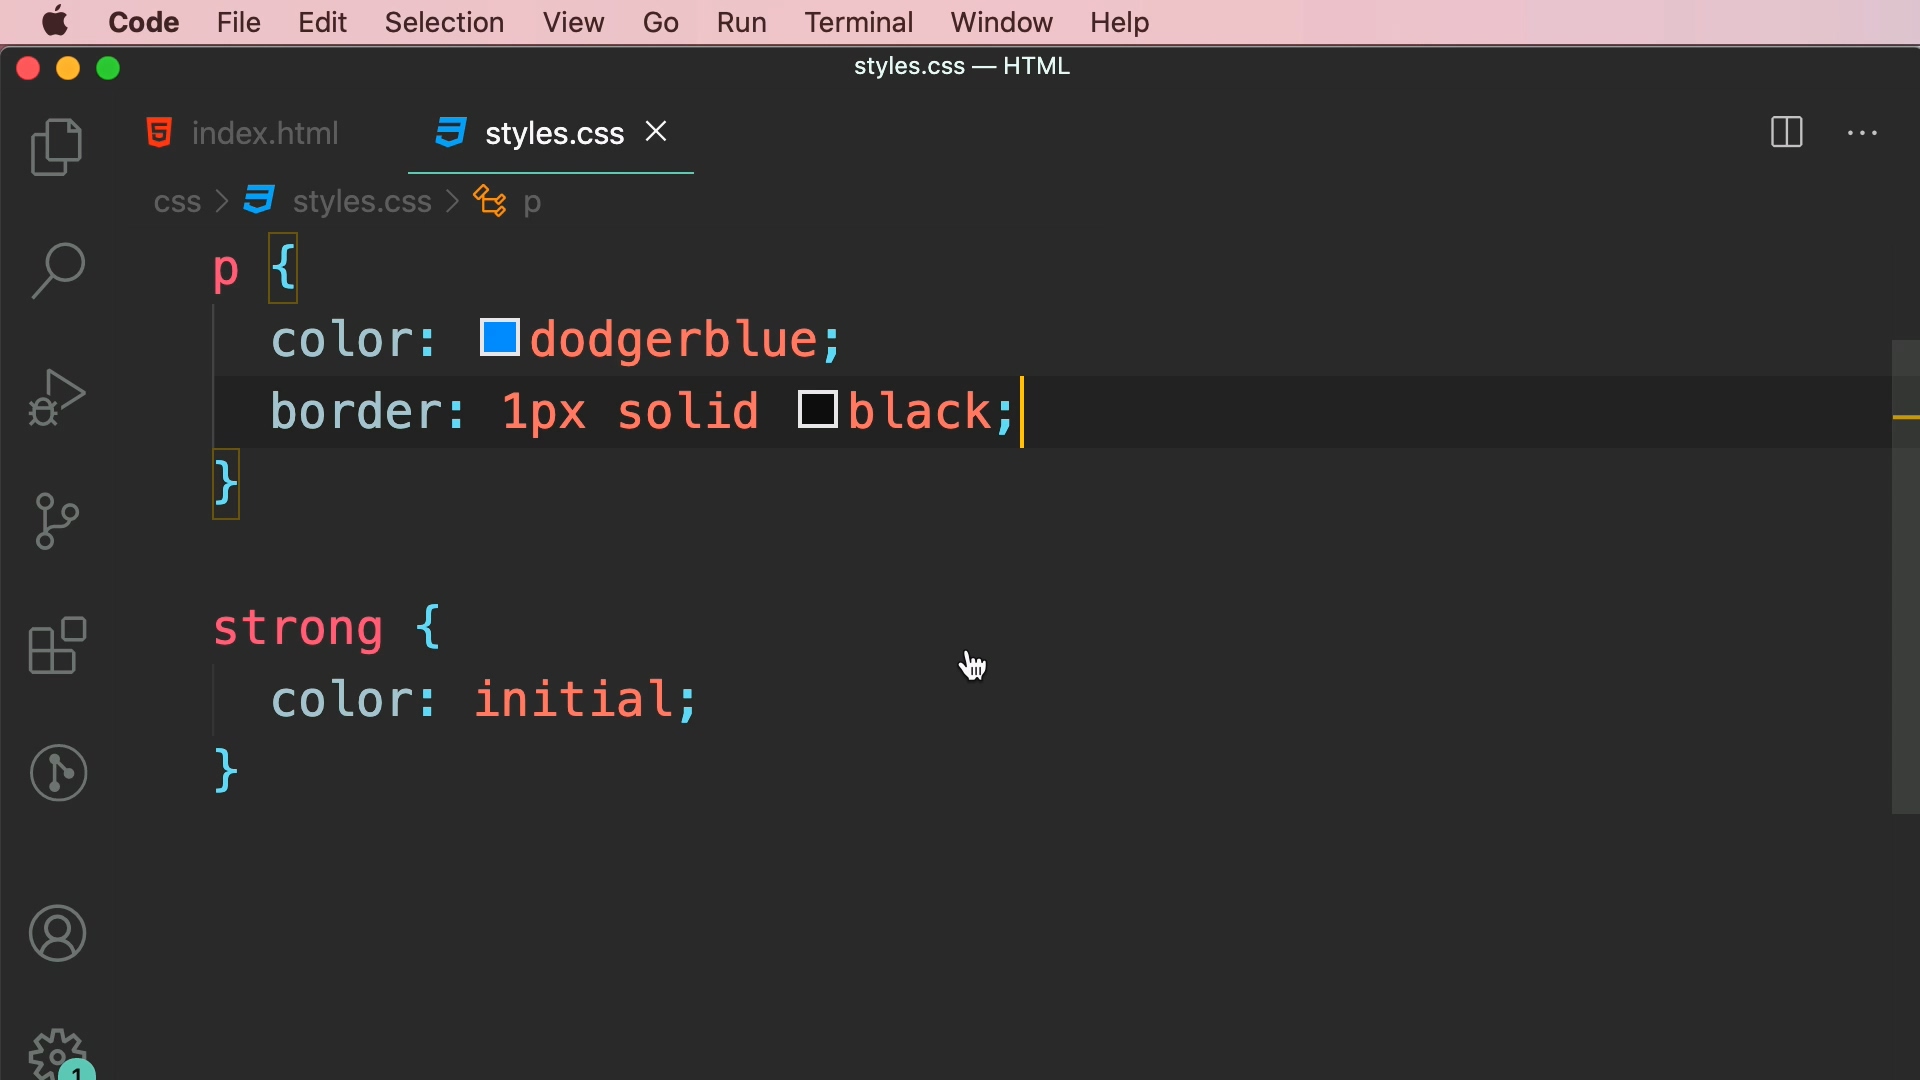 Code File Edit Selection View Go Run Terminal Window Help
styles.css — HTML
index.html styles.css
css > styles.css > p
p {
color: dodgerblue;
border: 1px solid black;
}
strong {
color: initial;
}
1